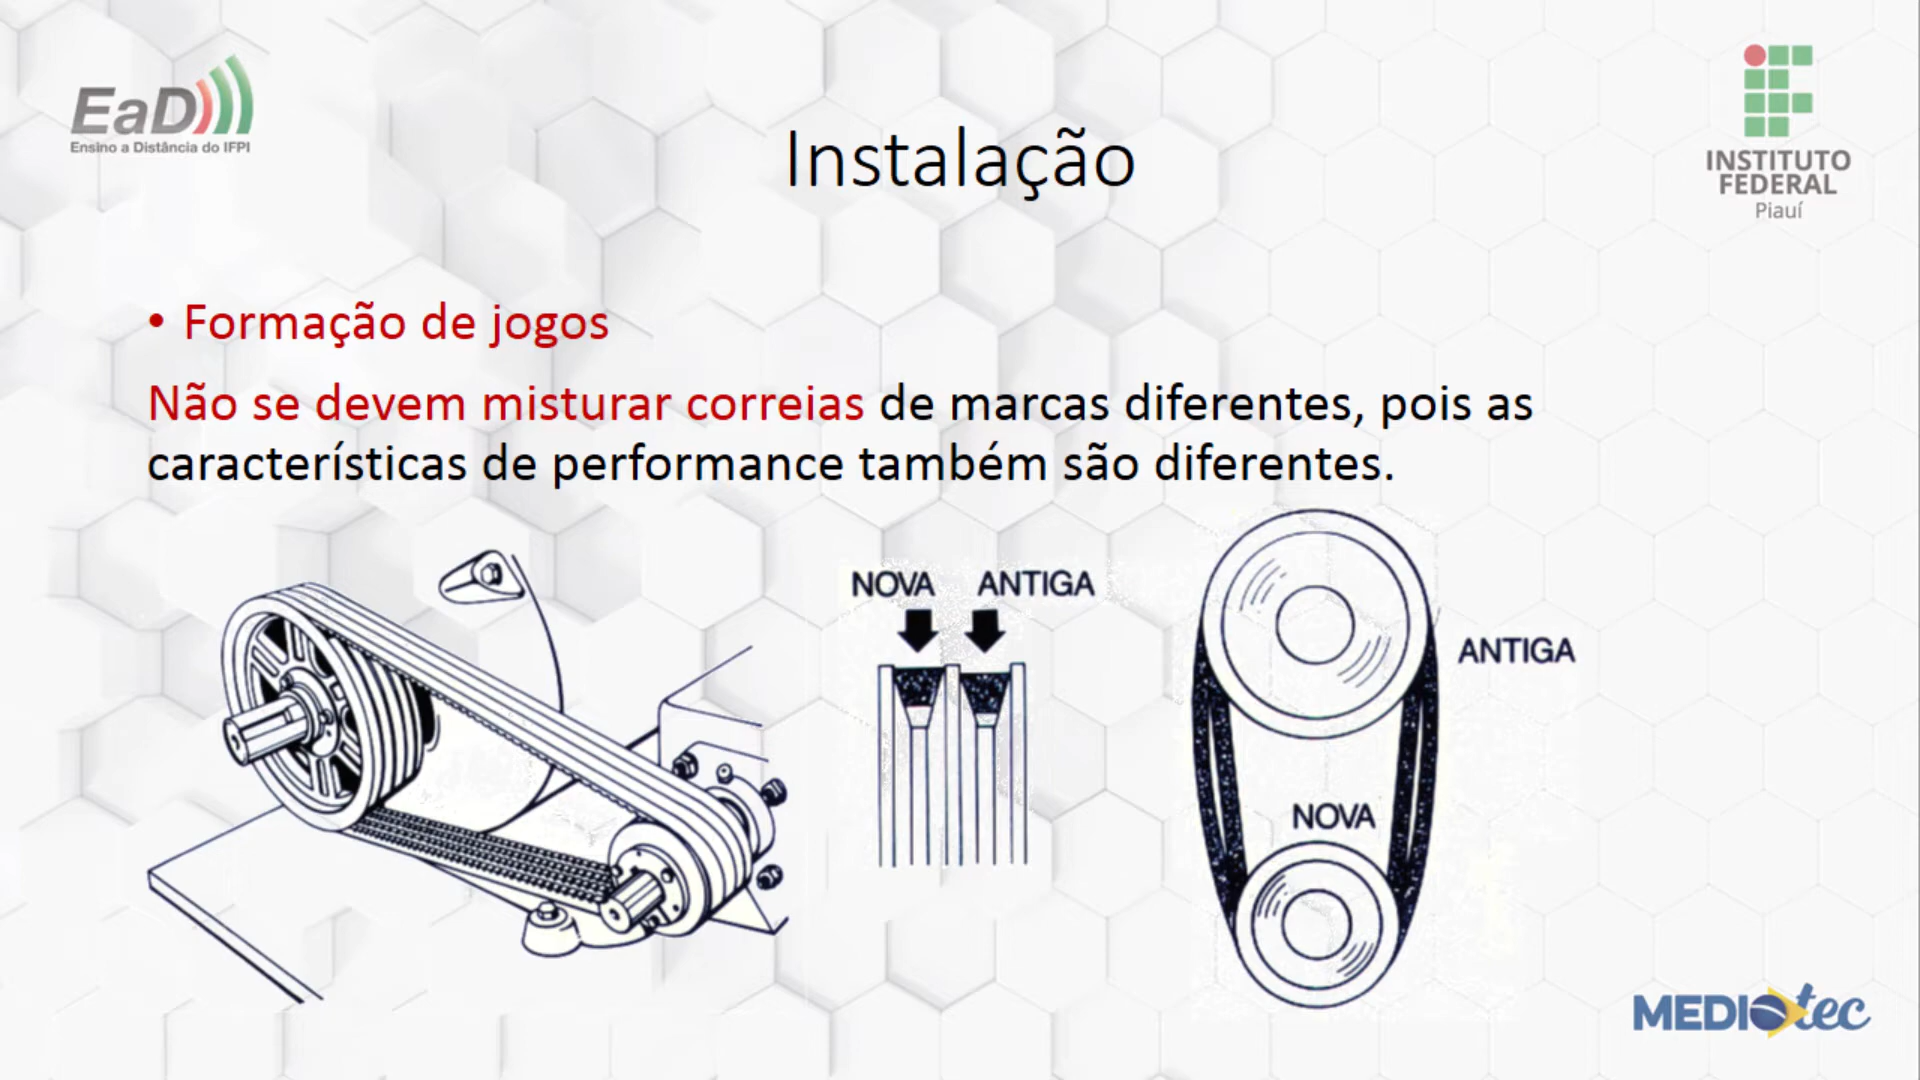 EaD
Ensino a Distância do IFPI
INSTITUTO
FEDERAL
Piauí
Instalação
• Formação de jogos
Não se devem misturar correias de marcas diferentes, pois as
características de performance também são diferentes.
NOVA ANTIGA
ANTIGA
NOVA
MEDIOtec